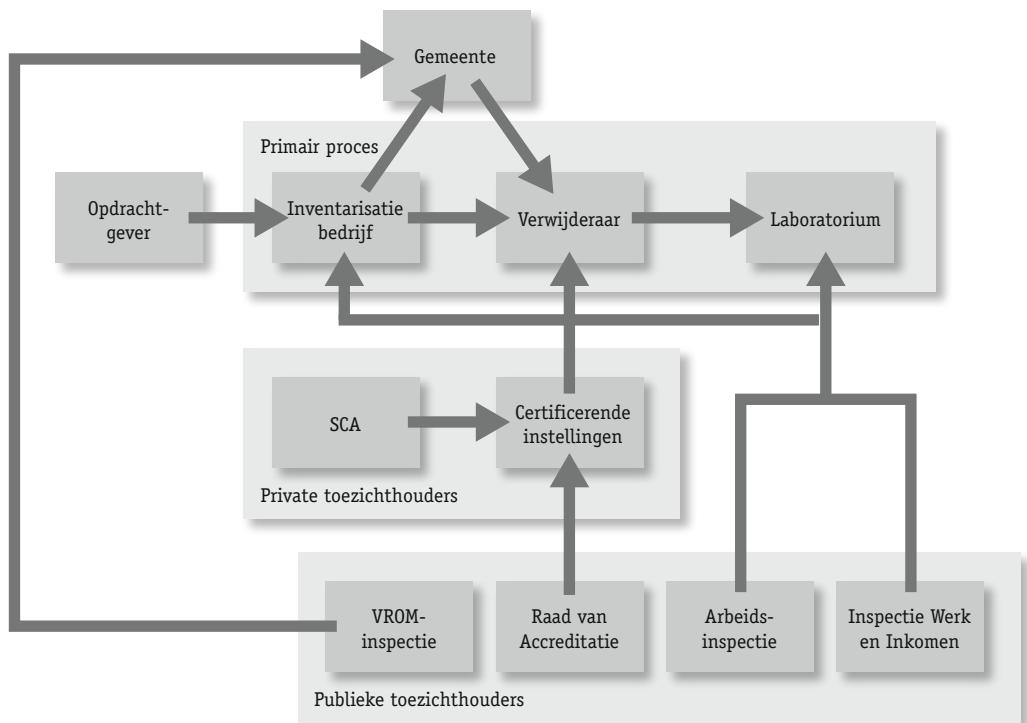 Gemeente
Primair proces
Opdracht-
gever
Inventarisatie
bedrijf
Verwijderaar
Laboratorium
SCA
Certificerende
instellingen
Private toezichthouders
VROM-
inspectie
Raad van
Accreditatie
Arbeids-
inspectie
Inspectie Werk
en Inkomen
Publieke toezichthouders